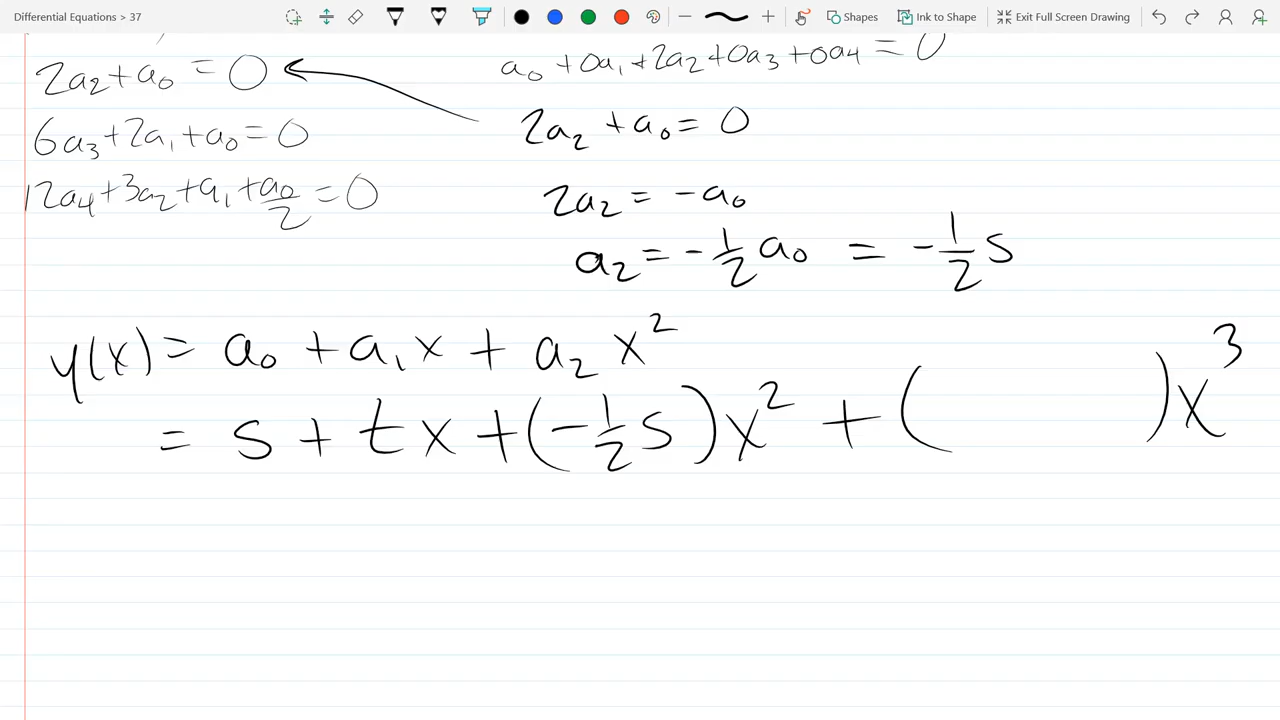 Differential Equations > 37
Shapes
Ink to Shape
Exit Full Screen Drawing
2a₂ + a₀ = 0
6a₃ + 2a₁ + a₀ = 0
12a₄ + 3a₂ + a₁ + a₀/2 = 0
a₀ + 0a₁ + 2a₂ + 0a₃ + 0a₄ = 0
2a₂ + a₀ = 0
2a₂ = -a₀
a₂ = -1/2 a₀ = -1/2 s
y(x) = a₀ + a₁x + a₂x²
= s + tx + (-1/2 s)x² + ( )x³